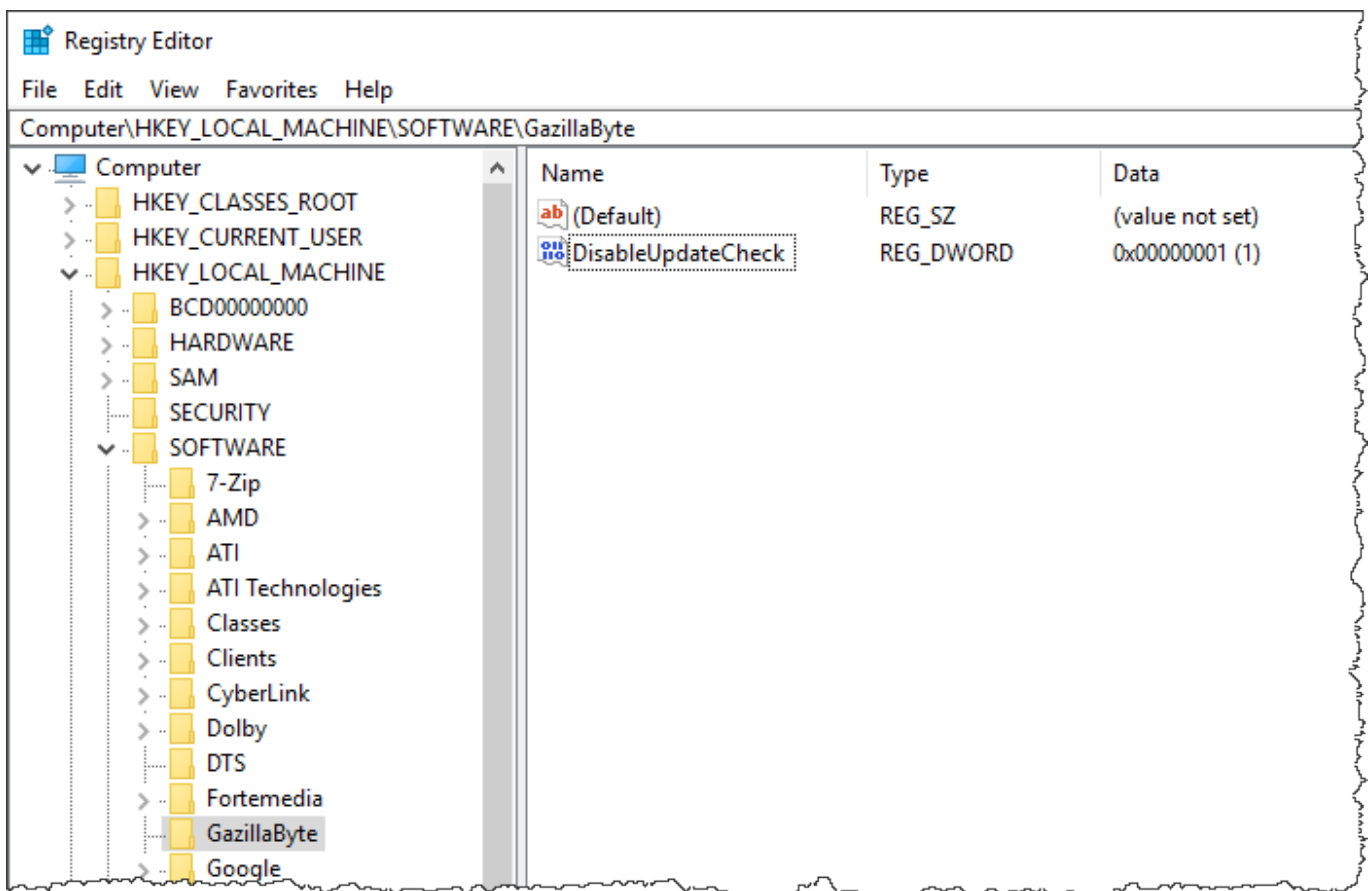 Registry Editor
File Edit View Favorites Help
Computer\HKEY_LOCAL_MACHINE\SOFTWARE\GazillaByte
Computer
HKEY_CLASSES_ROOT
HKEY_CURRENT_USER
HKEY_LOCAL_MACHINE
BCD00000000
HARDWARE
SAM
SECURITY
SOFTWARE
7-Zip
AMD
ATI
ATI Technologies
Classes
Clients
CyberLink
Dolby
DTS
Fortemedia
GazillaByte
Google
Name Type Data
ab (Default) REG_SZ (value not set)
DisableUpdateCheck REG_DWORD 0x00000001 (1)